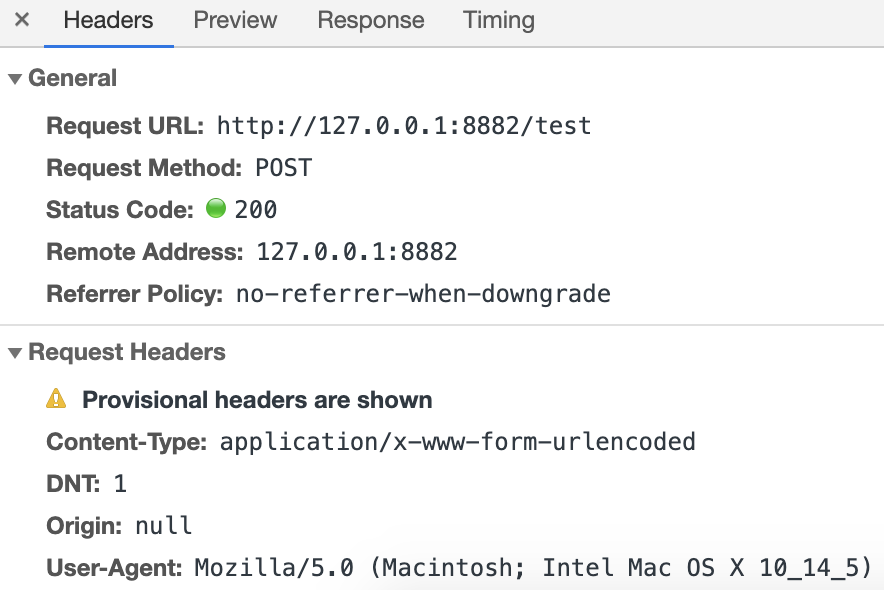 × Headers Preview Response Timing
▼ General
Request URL: http://127.0.0.1:8882/test
Request Method: POST
Status Code: 200
Remote Address: 127.0.0.1:8882
Referrer Policy: no-referrer-when-downgrade
▼ Request Headers
Provisional headers are shown
Content-Type: application/x-www-form-urlencoded
DNT: 1
Origin: null
User-Agent: Mozilla/5.0 (Macintosh; Intel Mac OS X 10_14_5)